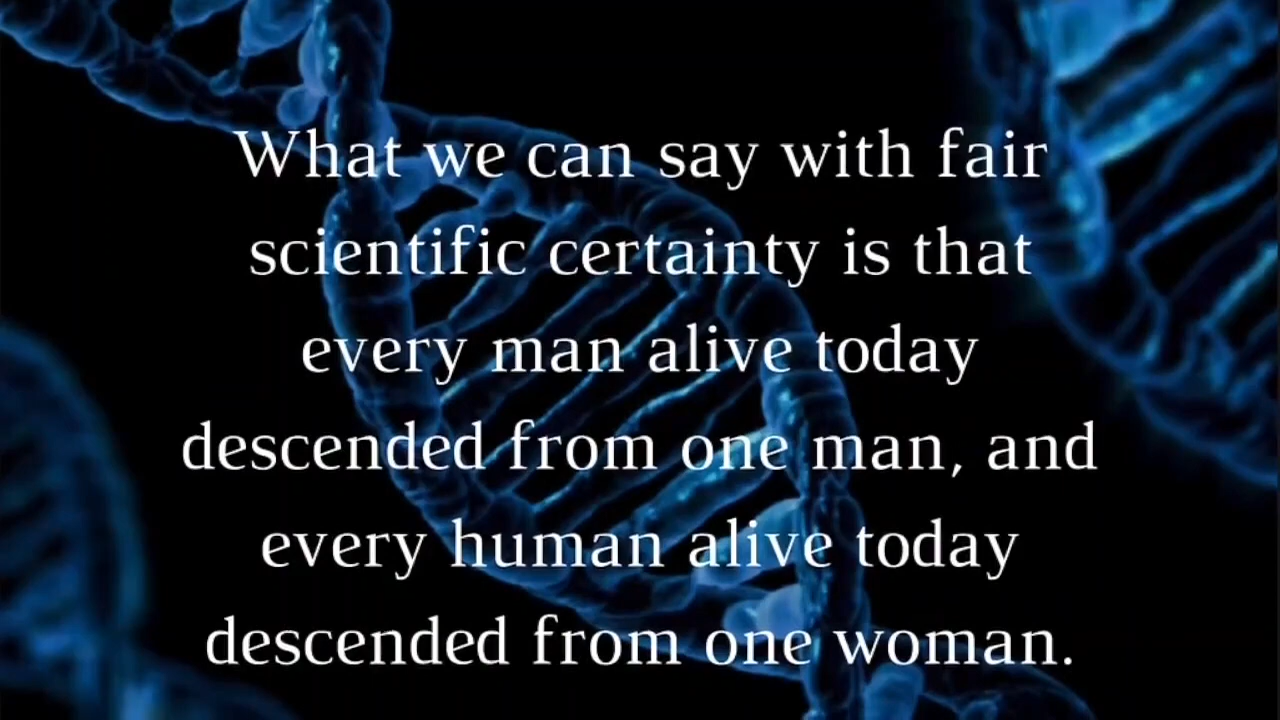 What we can say with fair
scientific certainty is that
every man alive today
descended from one man, and
every human alive today
descended from one woman.